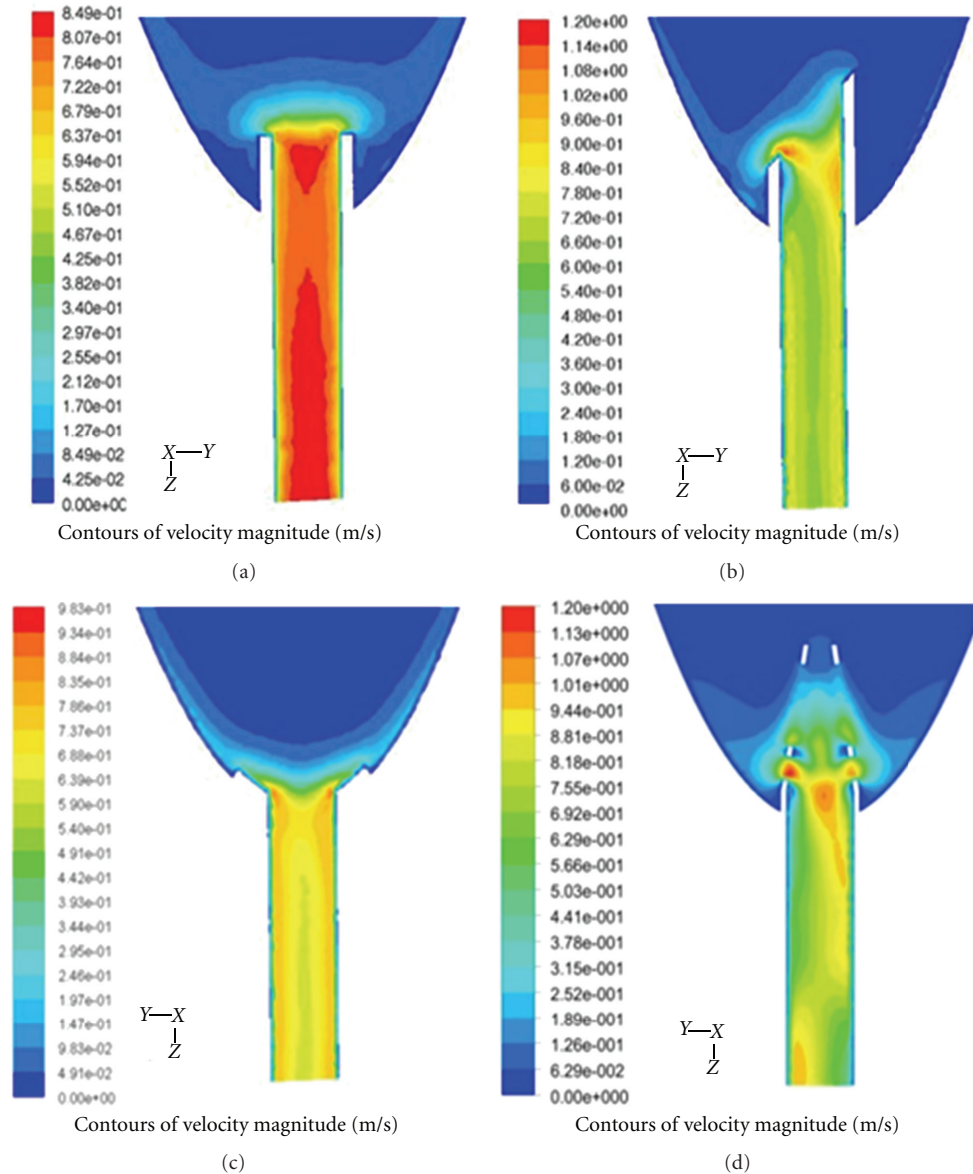 8.49e-01
8.07e-01
7.64e-01
7.22e-01
6.79e-01
6.37e-01
5.94e-01
5.52e-01
5.10e-01
4.67e-01
4.25e-01
3.82e-01
3.40e-01
2.97e-01
2.55e-01
2.12e-01
1.70e-01
1.27e-01
8.49e-02
4.25e-02
0.00e+00
X Y
Z
Contours of velocity magnitude (m/s)
(a)
1.20e+00
1.14e+00
1.08e+00
1.02e+00
9.60e-01
9.00e-01
8.40e-01
7.80e-01
7.20e-01
6.60e-01
6.00e-01
5.40e-01
4.80e-01
4.20e-01
3.60e-01
3.00e-01
2.40e-01
1.80e-01
1.20e-01
6.00e-02
0.00e+00
X Y
Z
Contours of velocity magnitude (m/s)
(b)
9.83e-01
9.34e-01
8.84e-01
8.35e-01
7.86e-01
7.37e-01
6.88e-01
6.39e-01
5.90e-01
5.40e-01
4.91e-01
4.42e-01
3.93e-01
3.44e-01
2.95e-01
2.46e-01
1.97e-01
1.47e-01
9.83e-02
4.91e-02
0.00e+00
Y X
Z
Contours of velocity magnitude (m/s)
(c)
1.20e+000
1.13e+000
1.07e+000
1.01e+000
9.44e-001
8.81e-001
8.18e-001
7.55e-001
6.92e-001
6.29e-001
5.66e-001
5.03e-001
4.41e-001
3.78e-001
3.15e-001
2.52e-001
1.89e-001
1.26e-001
6.29e-002
0.00e+000
Y X
Z
Contours of velocity magnitude (m/s)
(d)